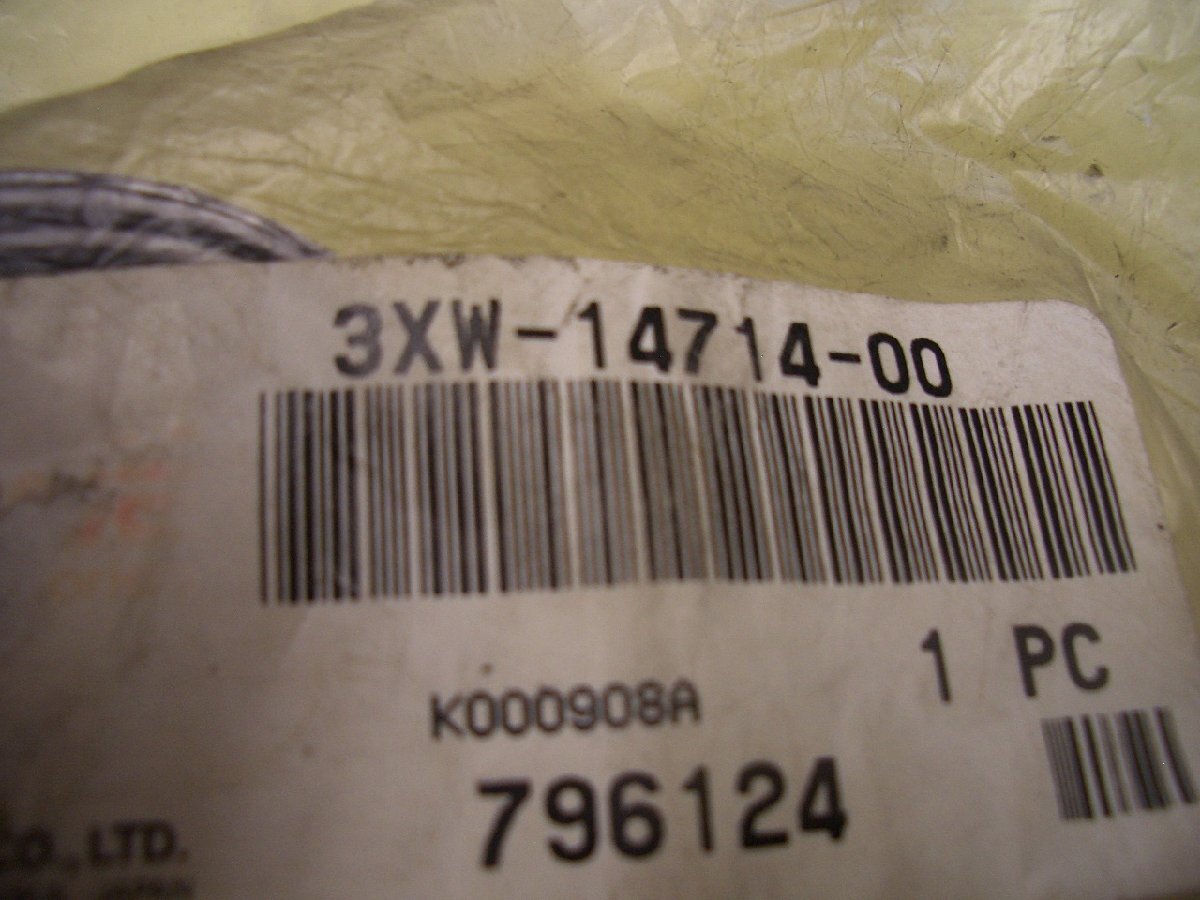 3XW-14714-00
1 PC
K000908A
796124
CO., LTD.